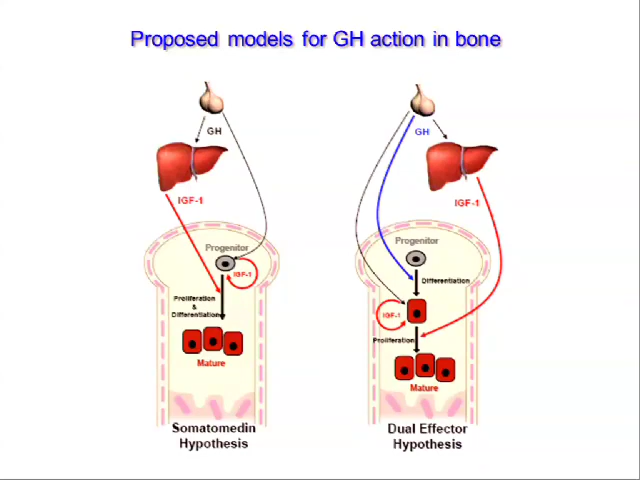 Proposed models for GH action in bone
GH
IGF-1
Progenitor
IGF-1
Proliferation
&
Differentiation
Mature
Somatomedin
Hypothesis
GH
IGF-1
Progenitor
Differentiation
IGF-1
Proliferation
Mature
Dual Effector
Hypothesis